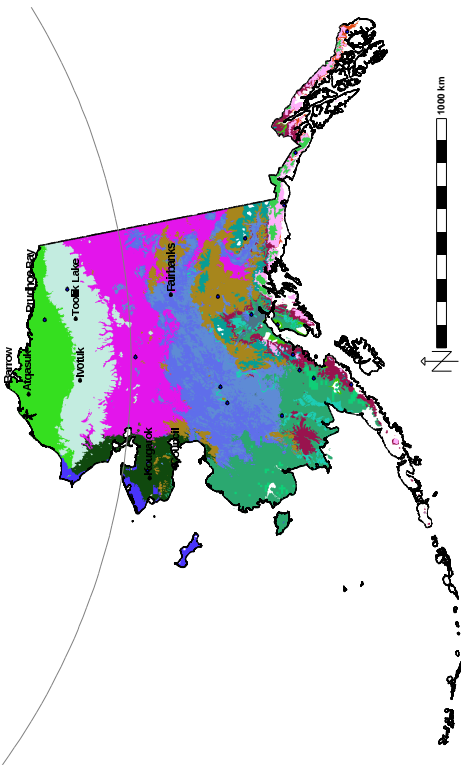 Barrow
Atqasuk
Prudhoe Bay
Toolik Lake
Ivotuk
Fairbanks
Kougarok
Council
1000 km
N